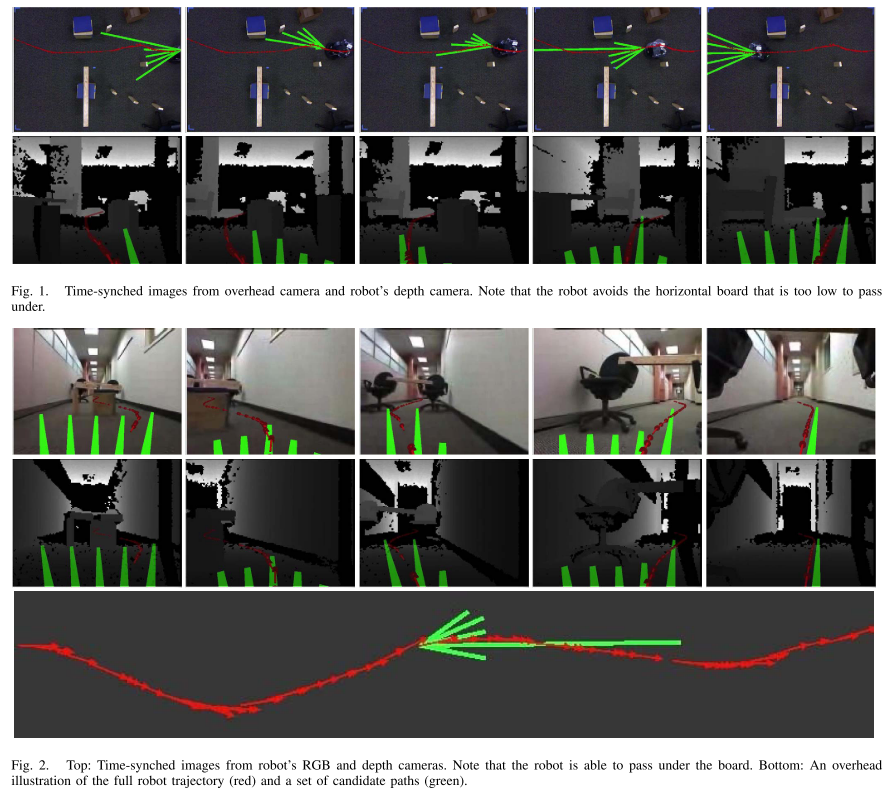 Fig. 1. Time-synched images from overhead camera and robot's depth camera. Note that the robot avoids the horizontal board that is too low to pass
under.
Fig. 2. Top: Time-synched images from robot's RGB and depth cameras. Note that the robot is able to pass under the board. Bottom: An overhead
illustration of the full robot trajectory (red) and a set of candidate paths (green).